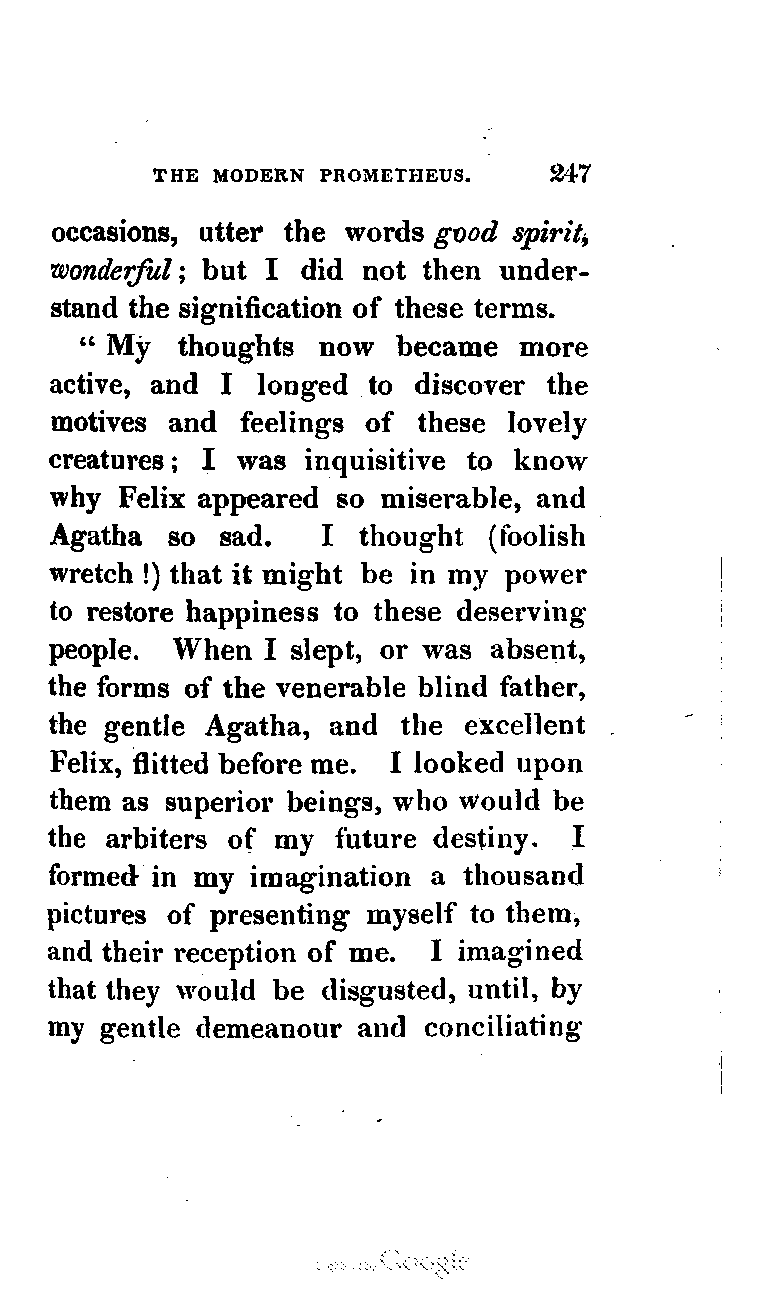 THE MODERN PROMETHEUS. 247
occasions, utter the words good spirit,
wonderful; but I did not then under-
stand the signification of these terms.
“ My thoughts now became more
active, and I longed to discover the
motives and feelings of these lovely
creatures; I was inquisitive to know
why Felix appeared so miserable, and
Agatha so sad. I thought (foolish
wretch !) that it might be in my power
to restore happiness to these deserving
people. When I slept, or was absent,
the forms of the venerable blind father,
the gentle Agatha, and the excellent
Felix, flitted before me. I looked upon
them as superior beings, who would be
the arbiters of my future destiny. I
formed in my imagination a thousand
pictures of presenting myself to them,
and their reception of me. I imagined
that they would be disgusted, until, by
my gentle demeanour and conciliating
Google